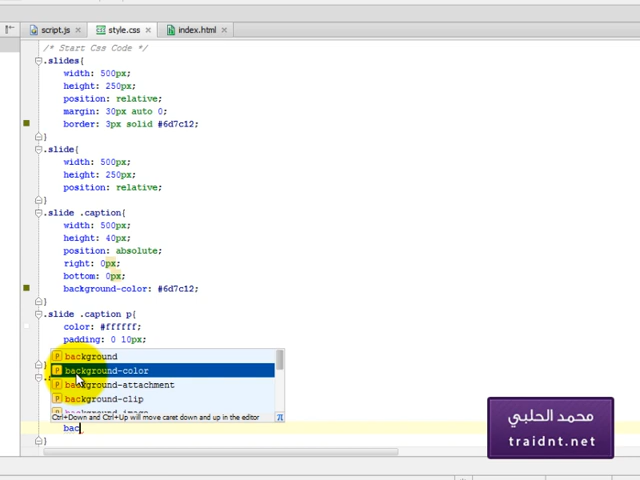 script.js
style.css
index.html
/* Start Css Code */
.slides{
width: 500px;
height: 250px;
position: relative;
margin: 30px auto 0;
border: 3px solid #6d7c12;
}
.slide{
width: 500px;
height: 250px;
position: relative;
}
.slide .caption{
width: 500px;
height: 40px;
position: absolute;
right: 0px;
bottom: 0px;
background-color: #6d7c12;
}
.slide .caption p{
color: #ffffff;
padding: 0 10px;
background
background-color
background-attachment
background-clip
Ctrl+Down and Ctrl+Up will move caret down and up in the editor
bac
}
محمد الحلبي
traidnt.net